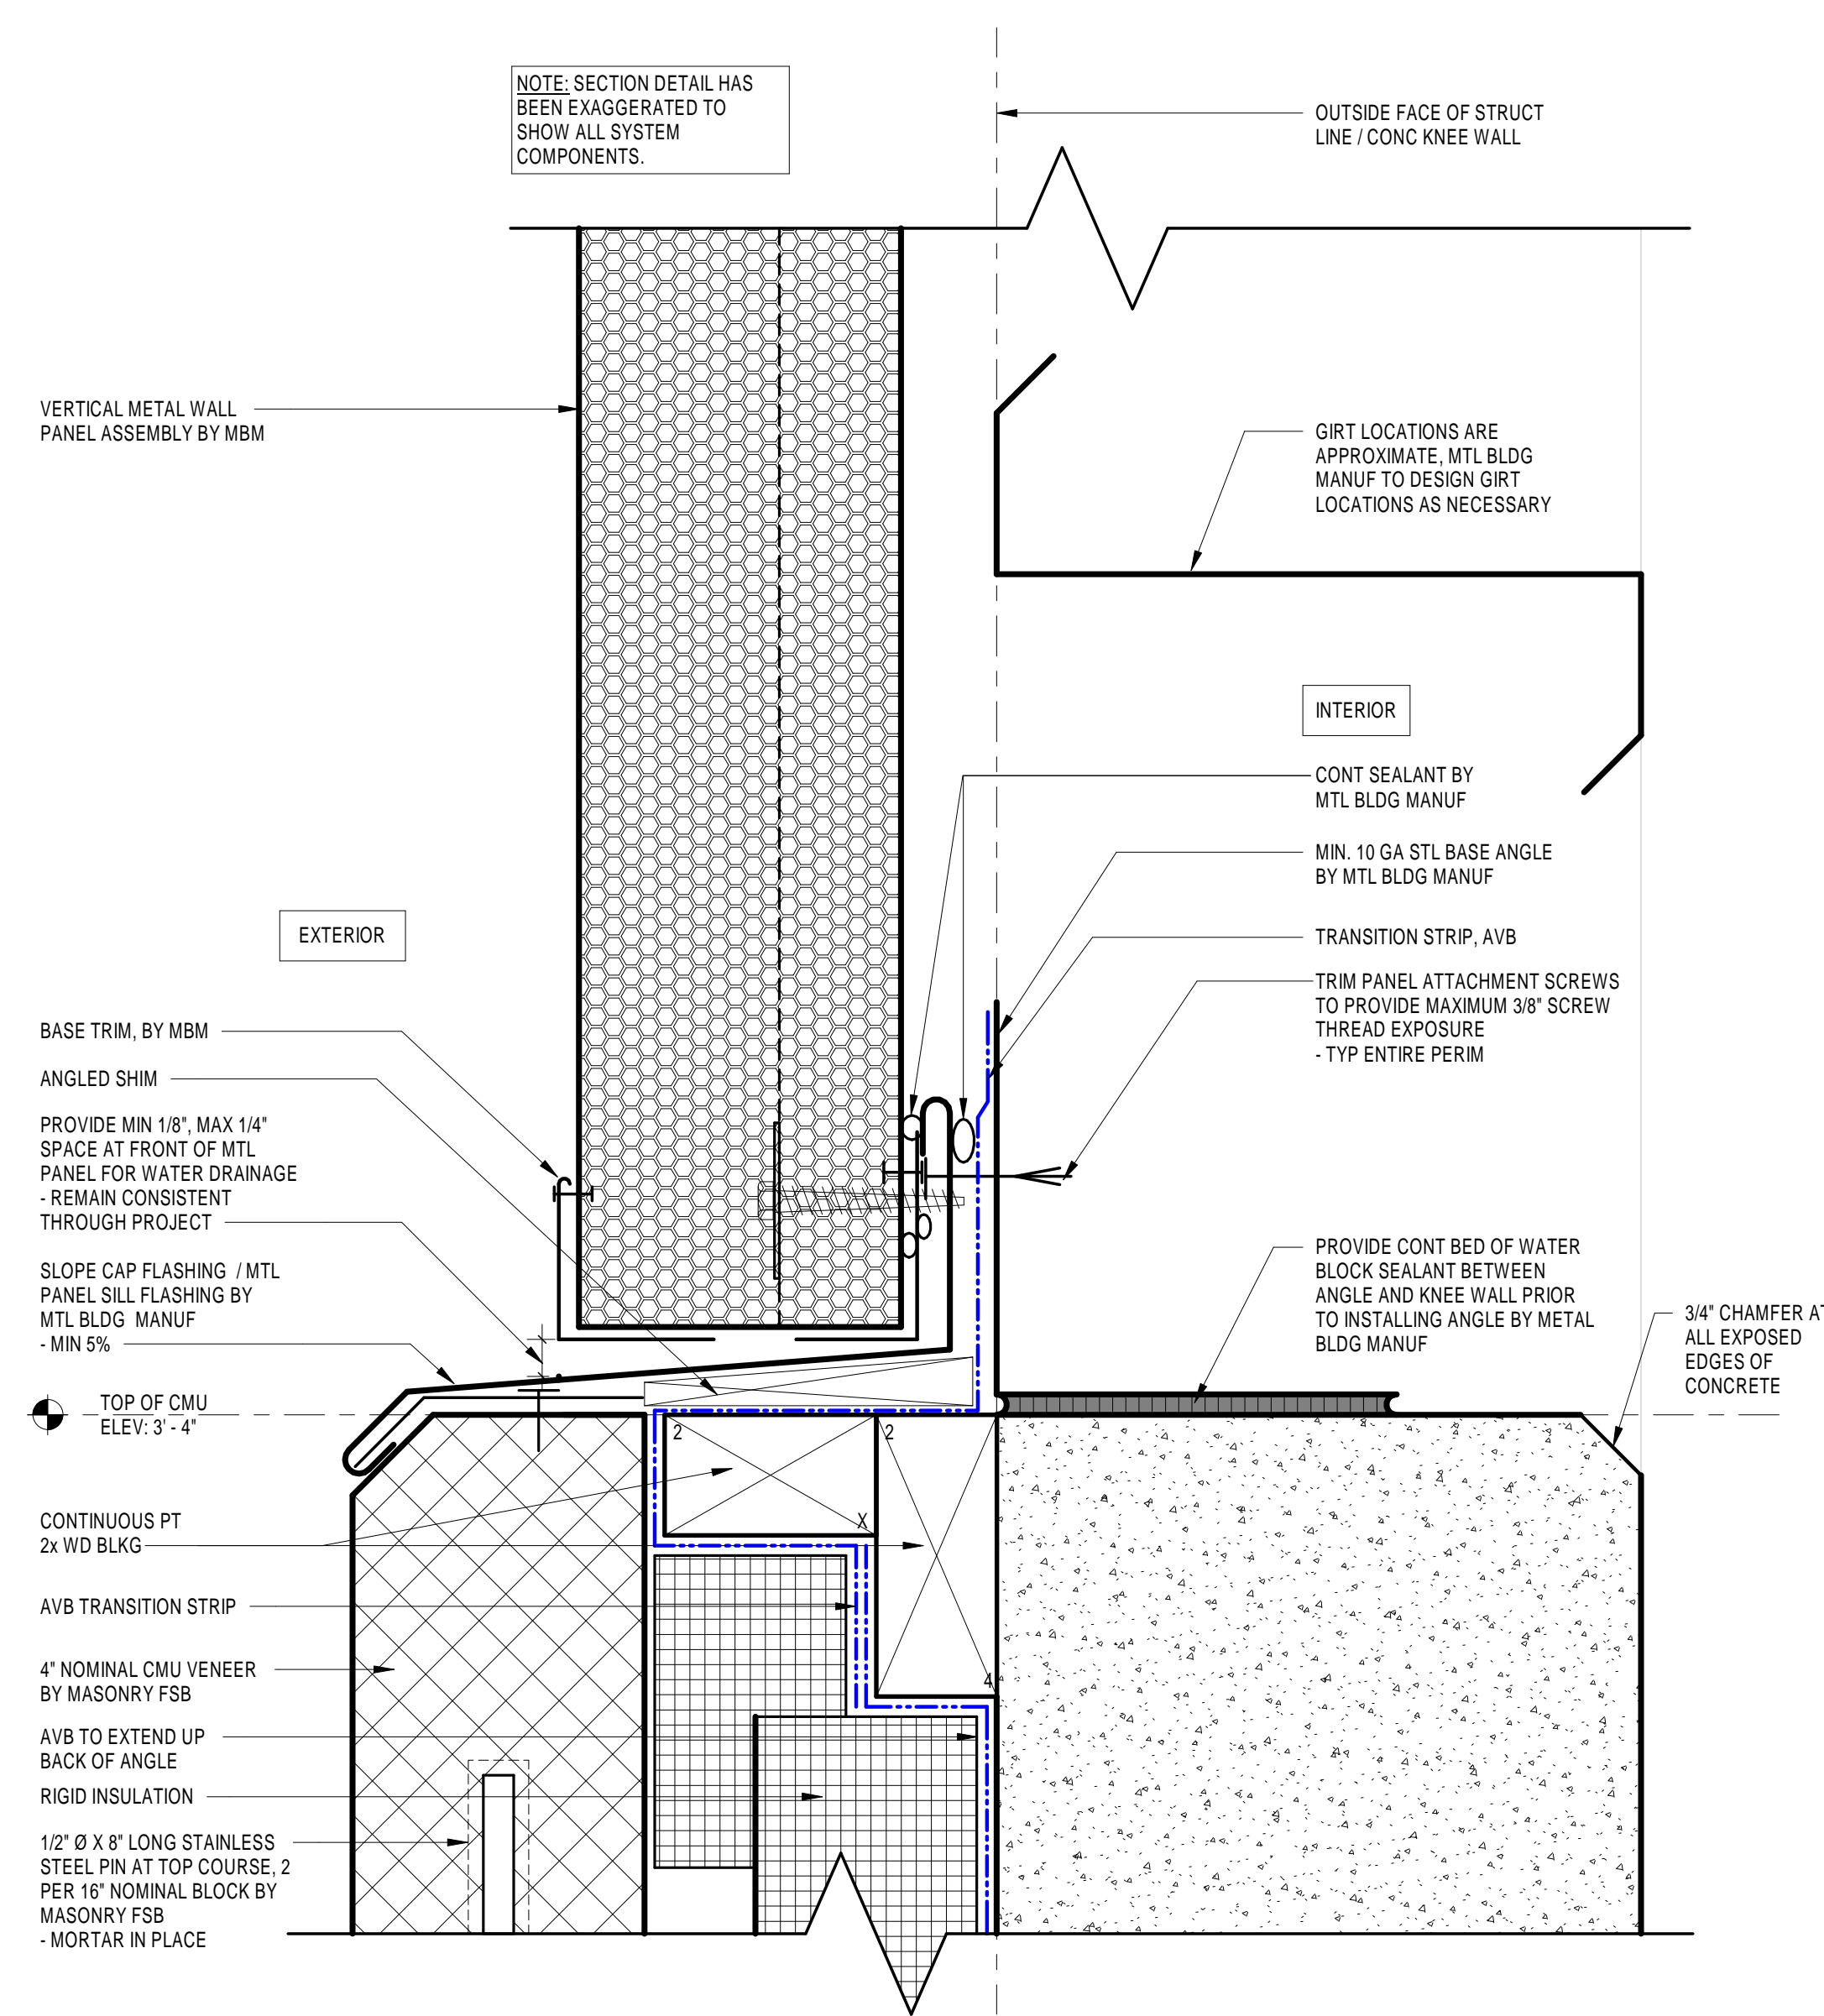 NOTE: SECTION DETAIL HAS
BEEN EXAGGERATED TO
SHOW ALL SYSTEM
COMPONENTS.
OUTSIDE FACE OF STRUCT
LINE / CONC KNEE WALL
VERTICAL METAL WALL
PANEL ASSEMBLY BY MBM
GIRT LOCATIONS ARE
APPROXIMATE, MTL BLDG
MANUF TO DESIGN GIRT
LOCATIONS AS NECESSARY
INTERIOR
CONT SEALANT BY
MTL BLDG MANUF
MIN. 10 GA STL BASE ANGLE
BY MTL BLDG MANUF
EXTERIOR
TRANSITION STRIP, AVB
TRIM PANEL ATTACHMENT SCREWS
TO PROVIDE MAXIMUM 3/8" SCREW
THREAD EXPOSURE
- TYP ENTIRE PERIM
BASE TRIM, BY MBM
ANGLED SHIM
PROVIDE MIN 1/8", MAX 1/4"
SPACE AT FRONT OF MTL
PANEL FOR WATER DRAINAGE
- REMAIN CONSISTENT
THROUGH PROJECT
SLOPE CAP FLASHING / MTL
PANEL SILL FLASHING BY
MTL BLDG MANUF
- MIN 5%
PROVIDE CONT BED OF WATER
BLOCK SEALANT BETWEEN
ANGLE AND KNEE WALL PRIOR
TO INSTALLING ANGLE BY METAL
BLDG MANUF
3/4" CHAMFER AT
ALL EXPOSED
EDGES OF
CONCRETE
TOP OF CMU
ELEV: 3' - 4"
2
2
X
4
CONTINUOUS PT
2x WD BLKG
AVB TRANSITION STRIP
4" NOMINAL CMU VENEER
BY MASONRY FSB
AVB TO EXTEND UP
BACK OF ANGLE
RIGID INSULATION
1/2" Ø X 8" LONG STAINLESS
STEEL PIN AT TOP COURSE, 2
PER 16" NOMINAL BLOCK BY
MASONRY FSB
- MORTAR IN PLACE